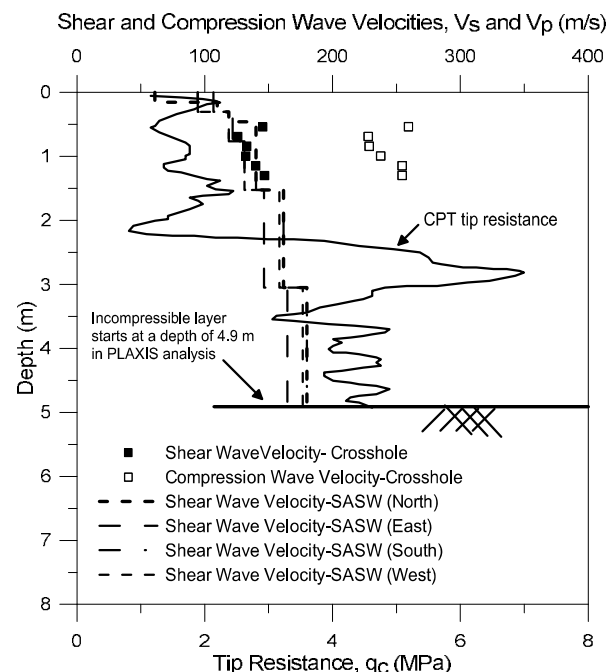 Shear and Compression Wave Velocities, Vs and Vp (m/s)
0 100 200 300 400
0
1
2
3
4
5
6
7
8
Depth (m)
CPT tip resistance
Incompressible layer
starts at a depth of 4.9 m
in PLAXIS analysis
Shear WaveVelocity- Crosshole
Compression Wave Velocity-Crosshole
Shear Wave Velocity-SASW (North)
Shear Wave Velocity-SASW (East)
Shear Wave Velocity-SASW (South)
Shear Wave Velocity-SASW (West)
0 2 4 6 8
Tip Resistance, qc (MPa)